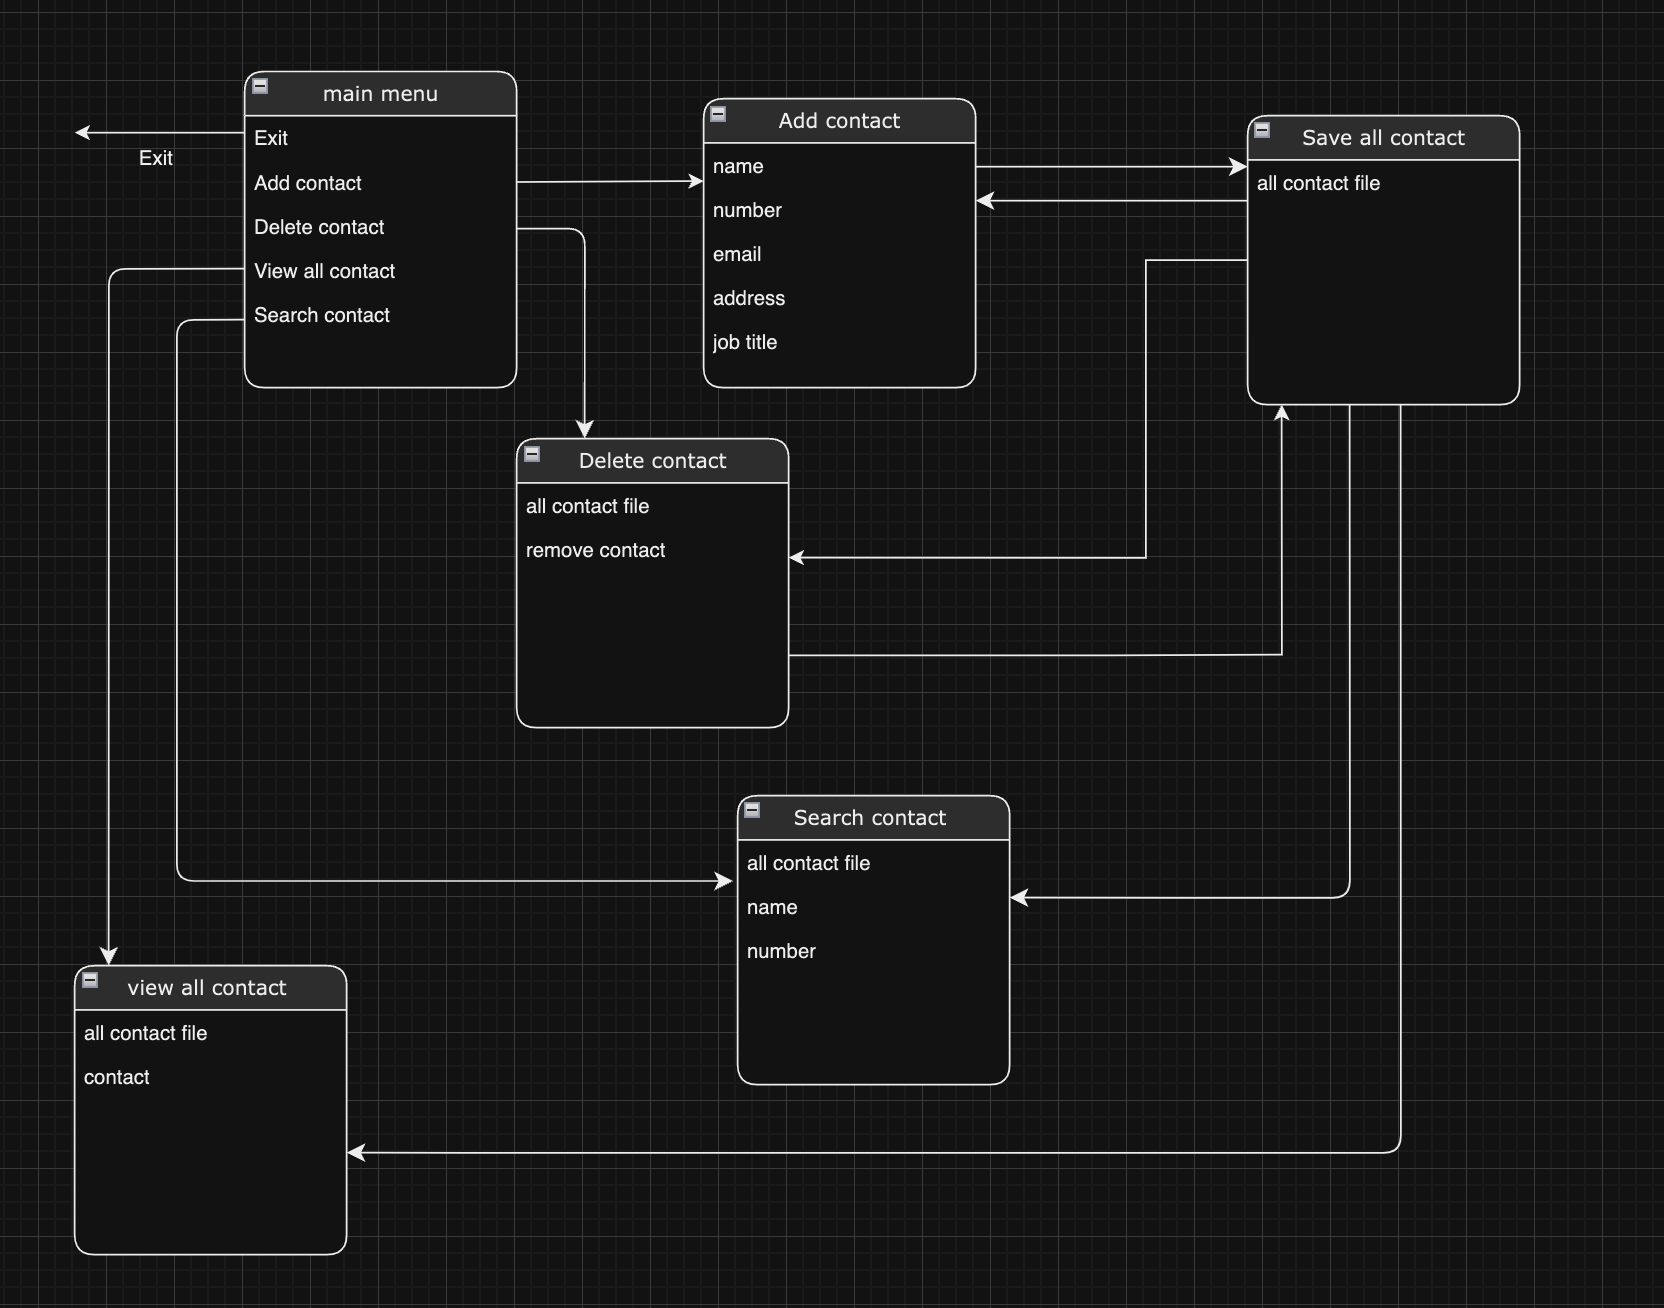 main menu
Exit
Add contact
Delete contact
View all contact
Search contact
Exit
Add contact
name
number
email
address
job title
Save all contact
all contact file
Delete contact
all contact file
remove contact
Search contact
all contact file
name
number
view all contact
all contact file
contact